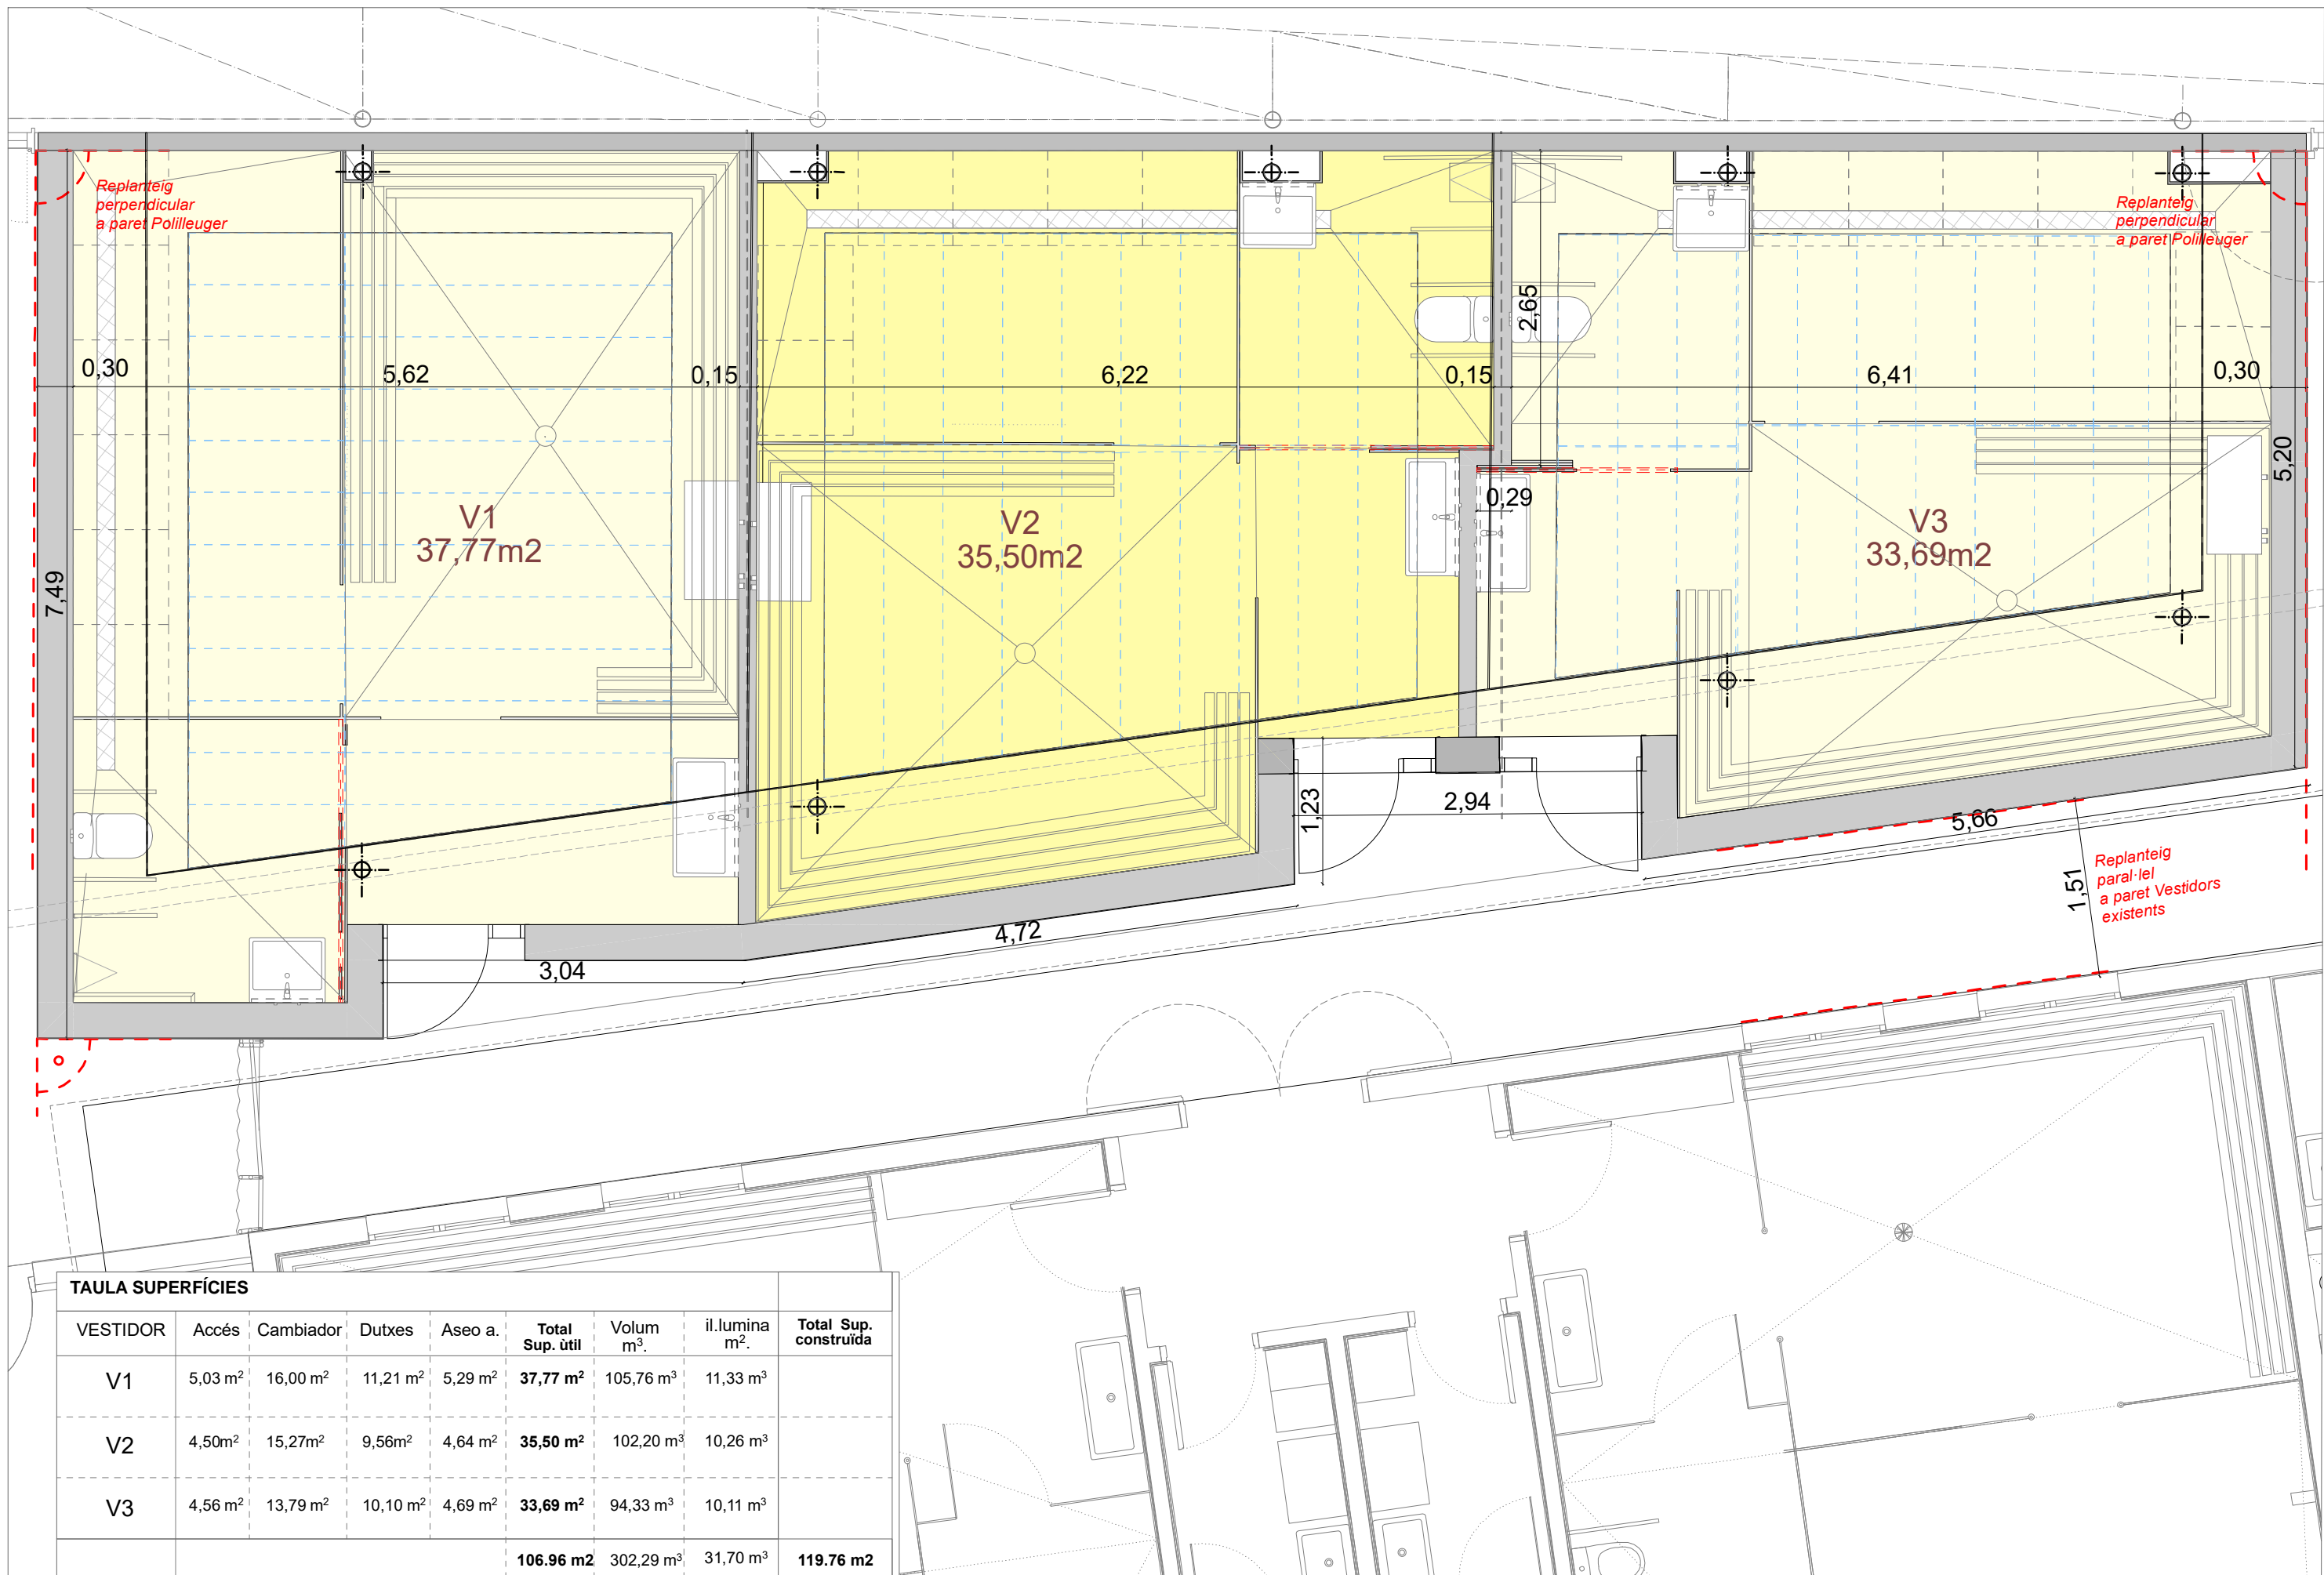 Replanteig
perpendicular
a paret Polilleuger
Replanteig
perpendicular
a paret Polilleuger
0,30
5,62
0,15
6,22
0,15
2,65
6,41
0,30
5,20
7,49
0,29
V1
37,77m2
V2
35,50m2
V3
33,69m2
1,23
2,94
5,66
1,51
Replanteig
paral·lel
a paret Vestidors
existents
4,72
3,04
TAULA SUPERFÍCIES
VESTIDOR Accés Cambiador Dutxes Aseo a. Total Sup. ùtil Volum m³. il.lumina m². Total Sup. construïda
V1 5,03 m² 16,00 m² 11,21 m² 5,29 m² 37,77 m² 105,76 m³ 11,33 m³
V2 4,50m² 15,27m² 9,56m² 4,64 m² 35,50 m² 102,20 m³ 10,26 m³
V3 4,56 m² 13,79 m² 10,10 m² 4,69 m² 33,69 m² 94,33 m³ 10,11 m³
106.96 m2 302,29 m³ 31,70 m³ 119.76 m2